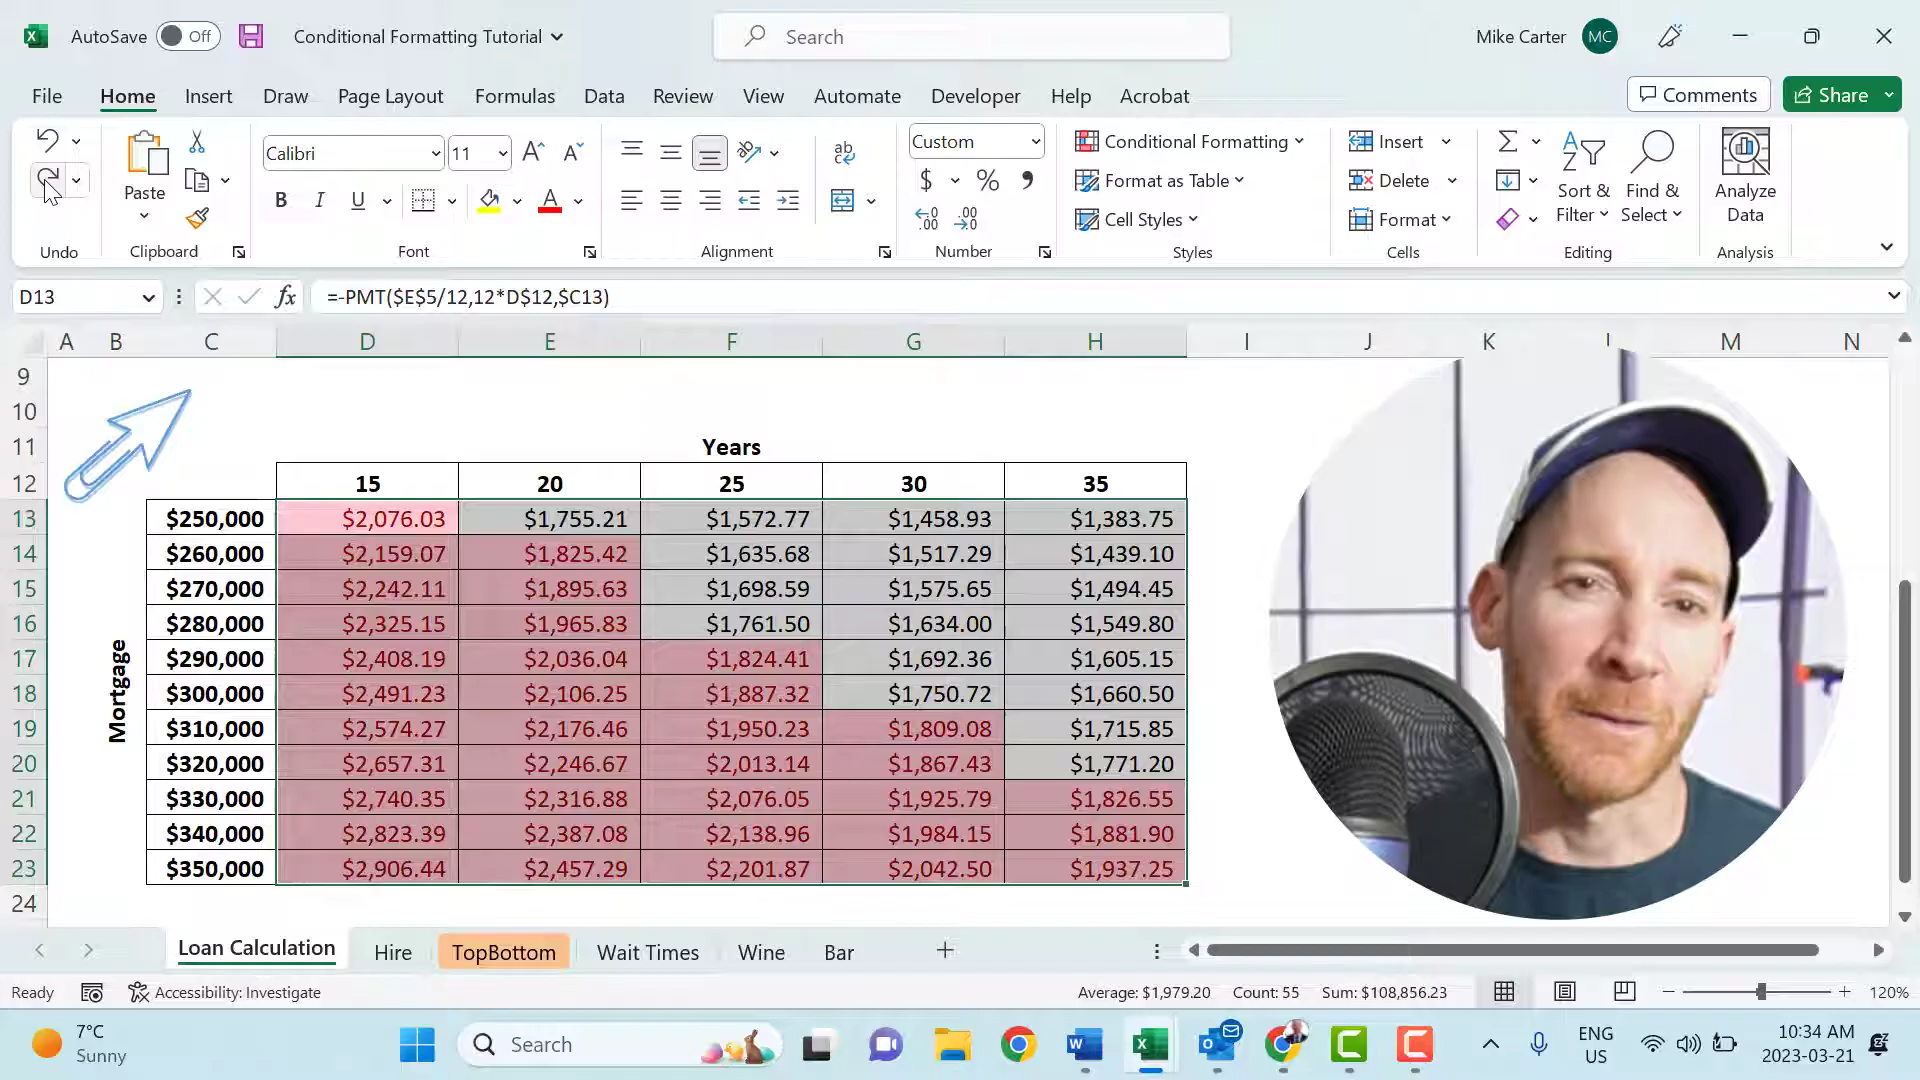 AutoSave Off Conditional Formatting Tutorial Search Mike Carter MC
File Home Insert Draw Page Layout Formulas Data Review View Automate Developer Help Acrobat Comments Share
Undo
Paste
Clipboard
Calibri 11
B I U A
Font
ab
Alignment
Custom
$ % ,
Number
Conditional Formatting
Format as Table
Cell Styles
Styles
Insert
Delete
Format
Cells
Sort & Filter
Find & Select
Editing
Analyze Data
Analysis
D13 fx =-PMT($E$5/12,12*D$12,$C13)
A B C D E F G H I J K M N
9
10
11 Years
12 15 20 25 30 35
13 $250,000 $2,076.03 $1,755.21 $1,572.77 $1,458.93 $1,383.75
14 $260,000 $2,159.07 $1,825.42 $1,635.68 $1,517.29 $1,439.10
15 $270,000 $2,242.11 $1,895.63 $1,698.59 $1,575.65 $1,494.45
16 $280,000 $2,325.15 $1,965.83 $1,761.50 $1,634.00 $1,549.80
17 $290,000 $2,408.19 $2,036.04 $1,824.41 $1,692.36 $1,605.15
18 $300,000 $2,491.23 $2,106.25 $1,887.32 $1,750.72 $1,660.50
19 $310,000 $2,574.27 $2,176.46 $1,950.23 $1,809.08 $1,715.85
20 $320,000 $2,657.31 $2,246.67 $2,013.14 $1,867.43 $1,771.20
21 $330,000 $2,740.35 $2,316.88 $2,076.05 $1,925.79 $1,826.55
22 $340,000 $2,823.39 $2,387.08 $2,138.96 $1,984.15 $1,881.90
23 $350,000 $2,906.44 $2,457.29 $2,201.87 $2,042.50 $1,937.25
24
Mortgage
Loan Calculation Hire TopBottom Wait Times Wine Bar
Ready Accessibility: Investigate Average: $1,979.20 Count: 55 Sum: $108,856.23 120%
7°C
Sunny
Search
ENG
US
10:34 AM
2023-03-21